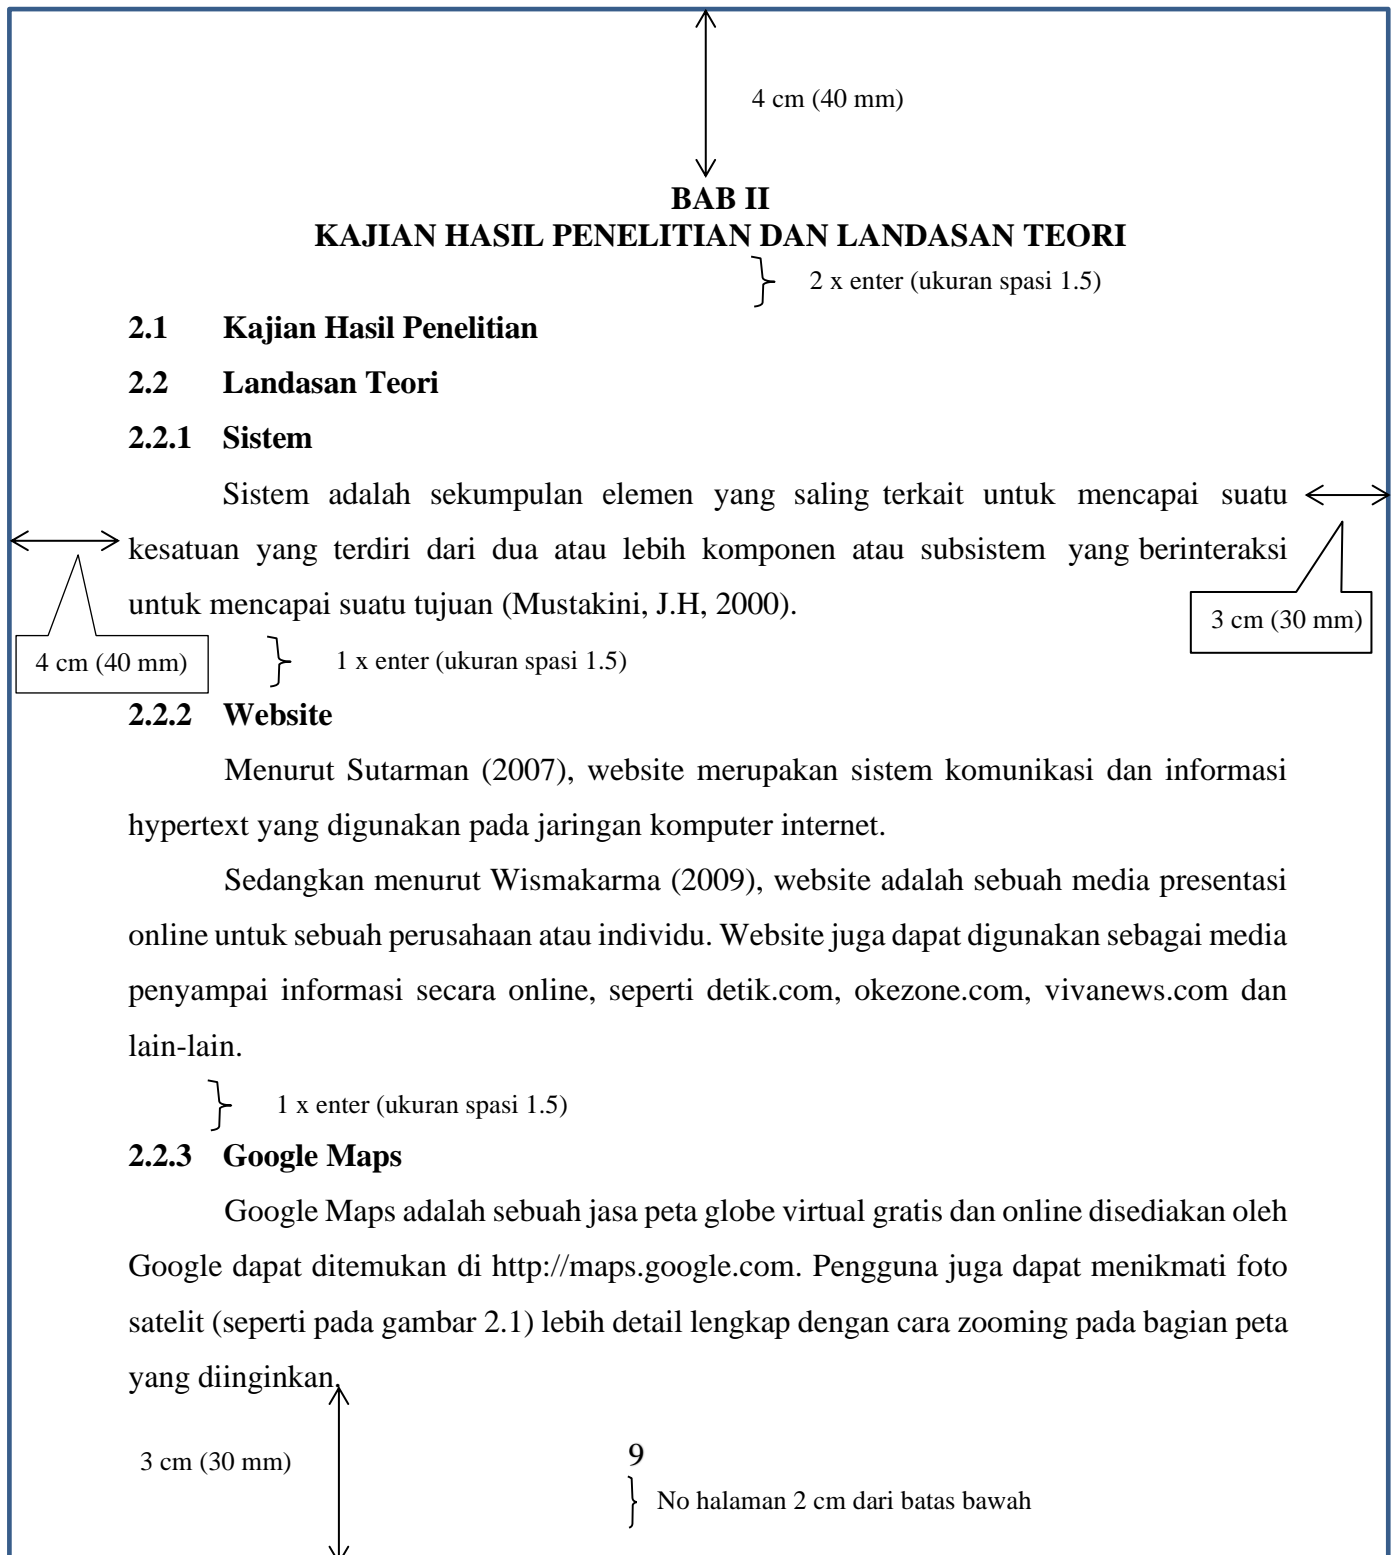 4 cm (40 mm)
BAB II
KAJIAN HASIL PENELITIAN DAN LANDASAN TEORI
2 x enter (ukuran spasi 1.5)
2.1 Kajian Hasil Penelitian
2.2 Landasan Teori
2.2.1 Sistem
Sistem adalah sekumpulan elemen yang saling terkait untuk mencapai suatu
kesatuan yang terdiri dari dua atau lebih komponen atau subsistem yang berinteraksi
untuk mencapai suatu tujuan (Mustakini, J.H, 2000).
3 cm (30 mm)
4 cm (40 mm)
1 x enter (ukuran spasi 1.5)
2.2.2 Website
Menurut Sutarman (2007), website merupakan sistem komunikasi dan informasi
hypertext yang digunakan pada jaringan komputer internet.
Sedangkan menurut Wismakarma (2009), website adalah sebuah media presentasi
online untuk sebuah perusahaan atau individu. Website juga dapat digunakan sebagai media
penyampai informasi secara online, seperti detik.com, okezone.com, vivanews.com dan
lain-lain.
1 x enter (ukuran spasi 1.5)
2.2.3 Google Maps
Google Maps adalah sebuah jasa peta globe virtual gratis dan online disediakan oleh
Google dapat ditemukan di http://maps.google.com. Pengguna juga dapat menikmati foto
satelit (seperti pada gambar 2.1) lebih detail lengkap dengan cara zooming pada bagian peta
yang diinginkan.
3 cm (30 mm)
9
No halaman 2 cm dari batas bawah